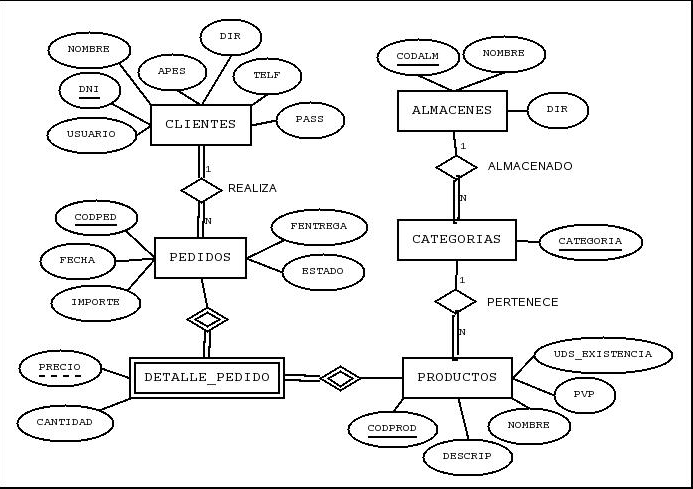 DIR
NOMBRE
APES
TELF
DNI
USUARIO
PASS
CLIENTES
1
REALIZA
N
CODPED
FENTREGA
FECHA
PEDIDOS
ESTADO
IMPORTE
PRECIO
DETALLE_PEDIDO
CANTIDAD
CODALM
NOMBRE
ALMACENES
DIR
1
ALMACENADO
N
CATEGORIAS
CATEGORIA
1
PERTENECE
N
UDS_EXISTENCIA
PRODUCTOS
PVP
CODPROD
NOMBRE
DESCRIP